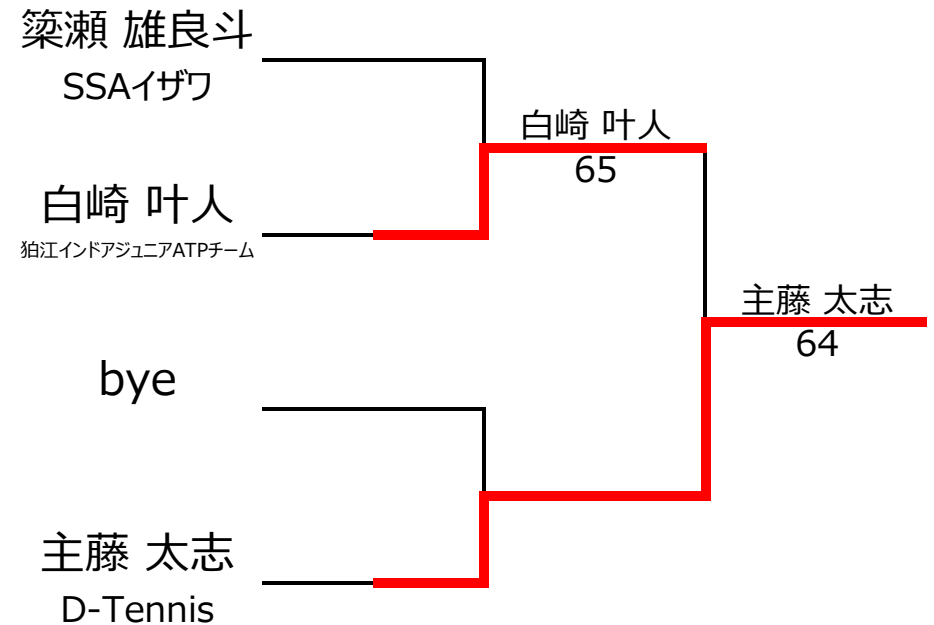 簗瀬 雄良斗
SSAイザワ
白崎 叶人
65
白崎 叶人
狛江インドアジュニアATPチーム
主藤 太志
64
bye
主藤 太志
D-Tennis